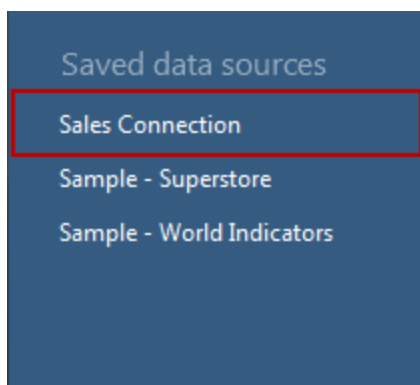 Saved data sources
Sales Connection
Sample - Superstore
Sample - World Indicators